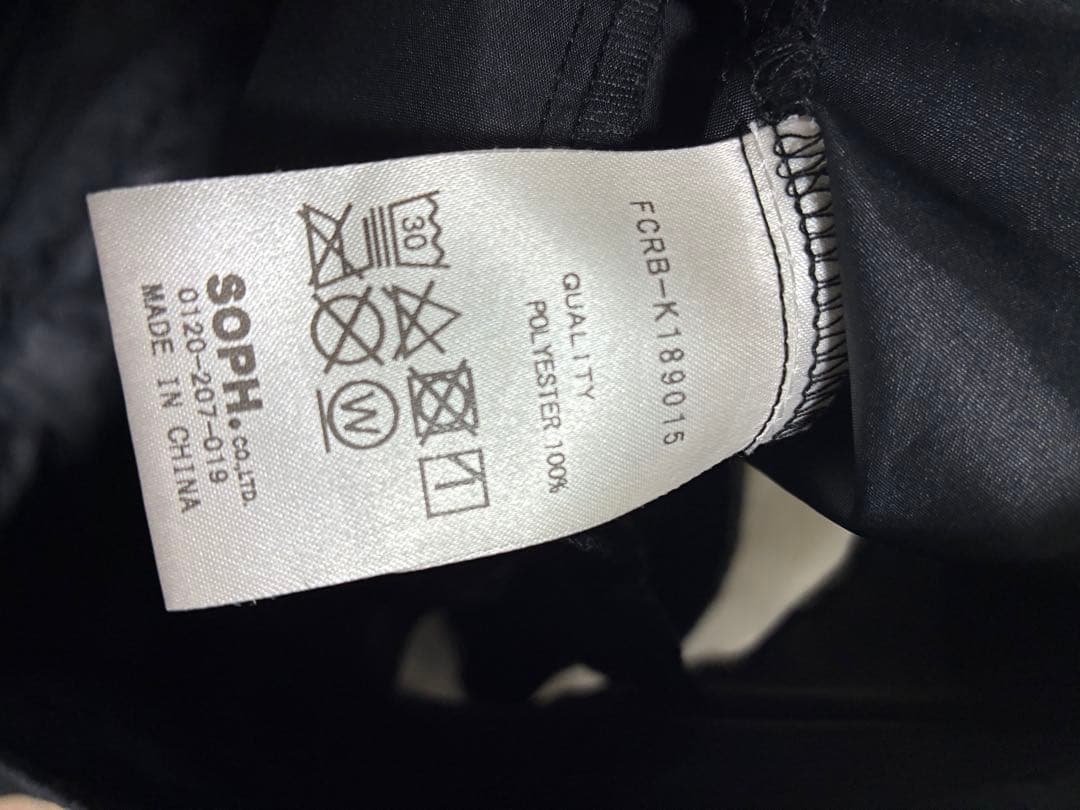 FCRB-K189015
QUALITY
POLYESTER 100%
30
W
SOPH.CO.,LTD.
0120-207-019
MADE IN CHINA